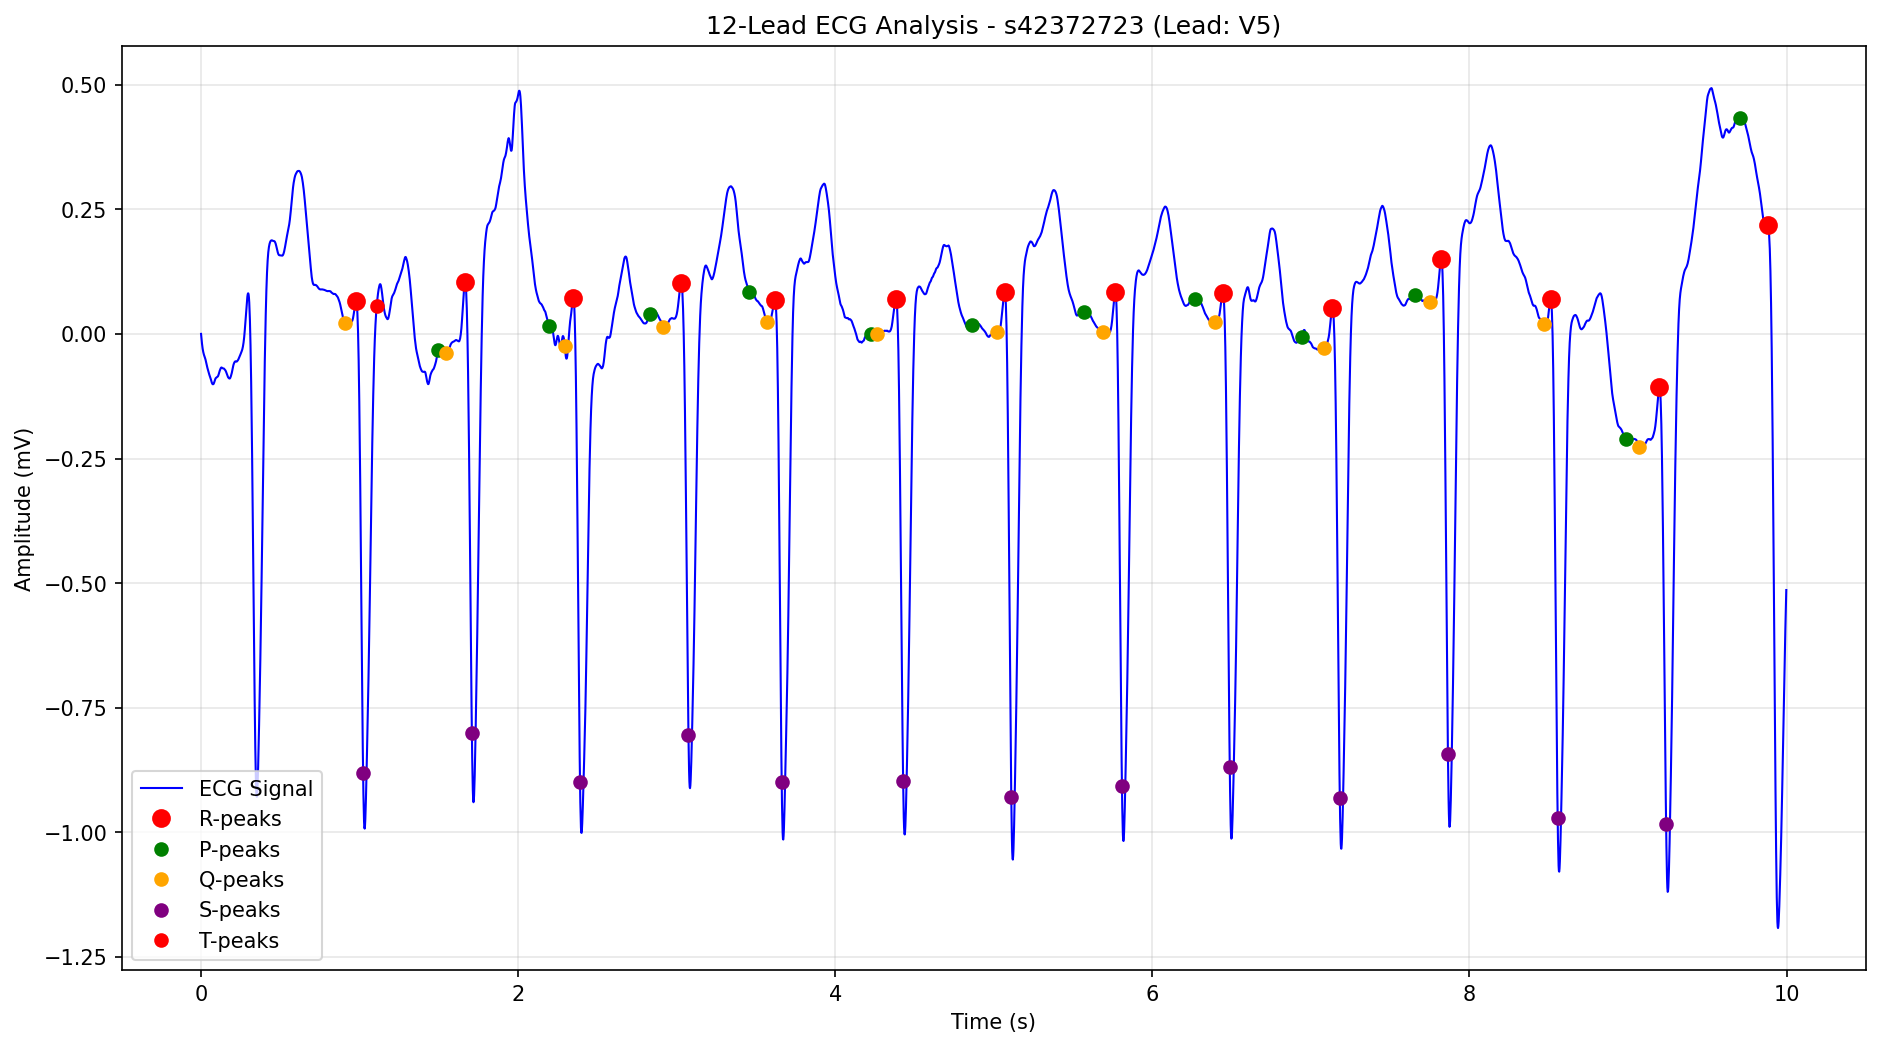 12-Lead ECG Analysis - s42372723 (Lead: V5)
Amplitude (mV)
0.50
0.25
0.00
−0.25
−0.50
−0.75
−1.00
−1.25
ECG Signal
R-peaks
P-peaks
Q-peaks
S-peaks
T-peaks
0 2 4 6 8 10
Time (s)